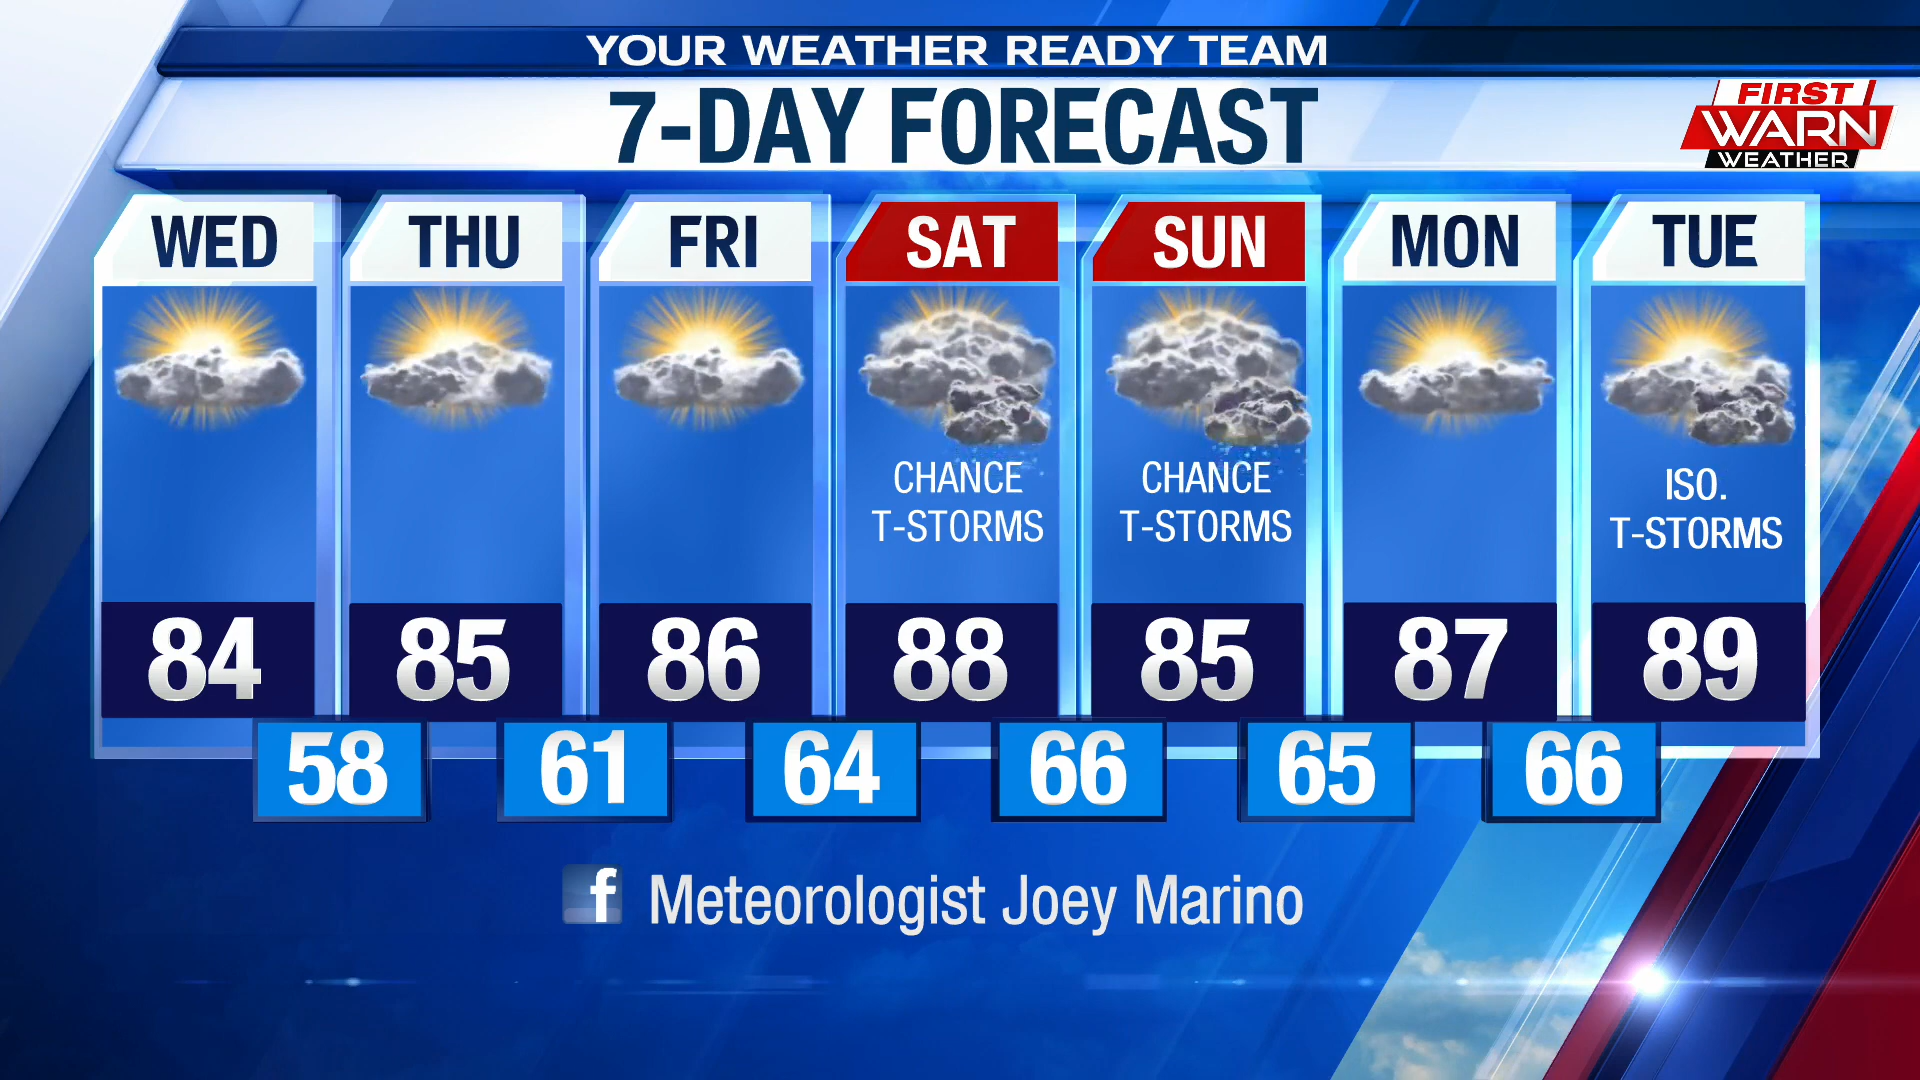 YOUR WEATHER READY TEAM
7-DAY FORECAST
FIRST
WARN
WEATHER
WED THU FRI SAT SUN MON TUE
CHANCE
T-STORMS
CHANCE
T-STORMS
ISO.
T-STORMS
84 85 86 88 85 87 89
58 61 64 66 65 66
f Meteorologist Joey Marino